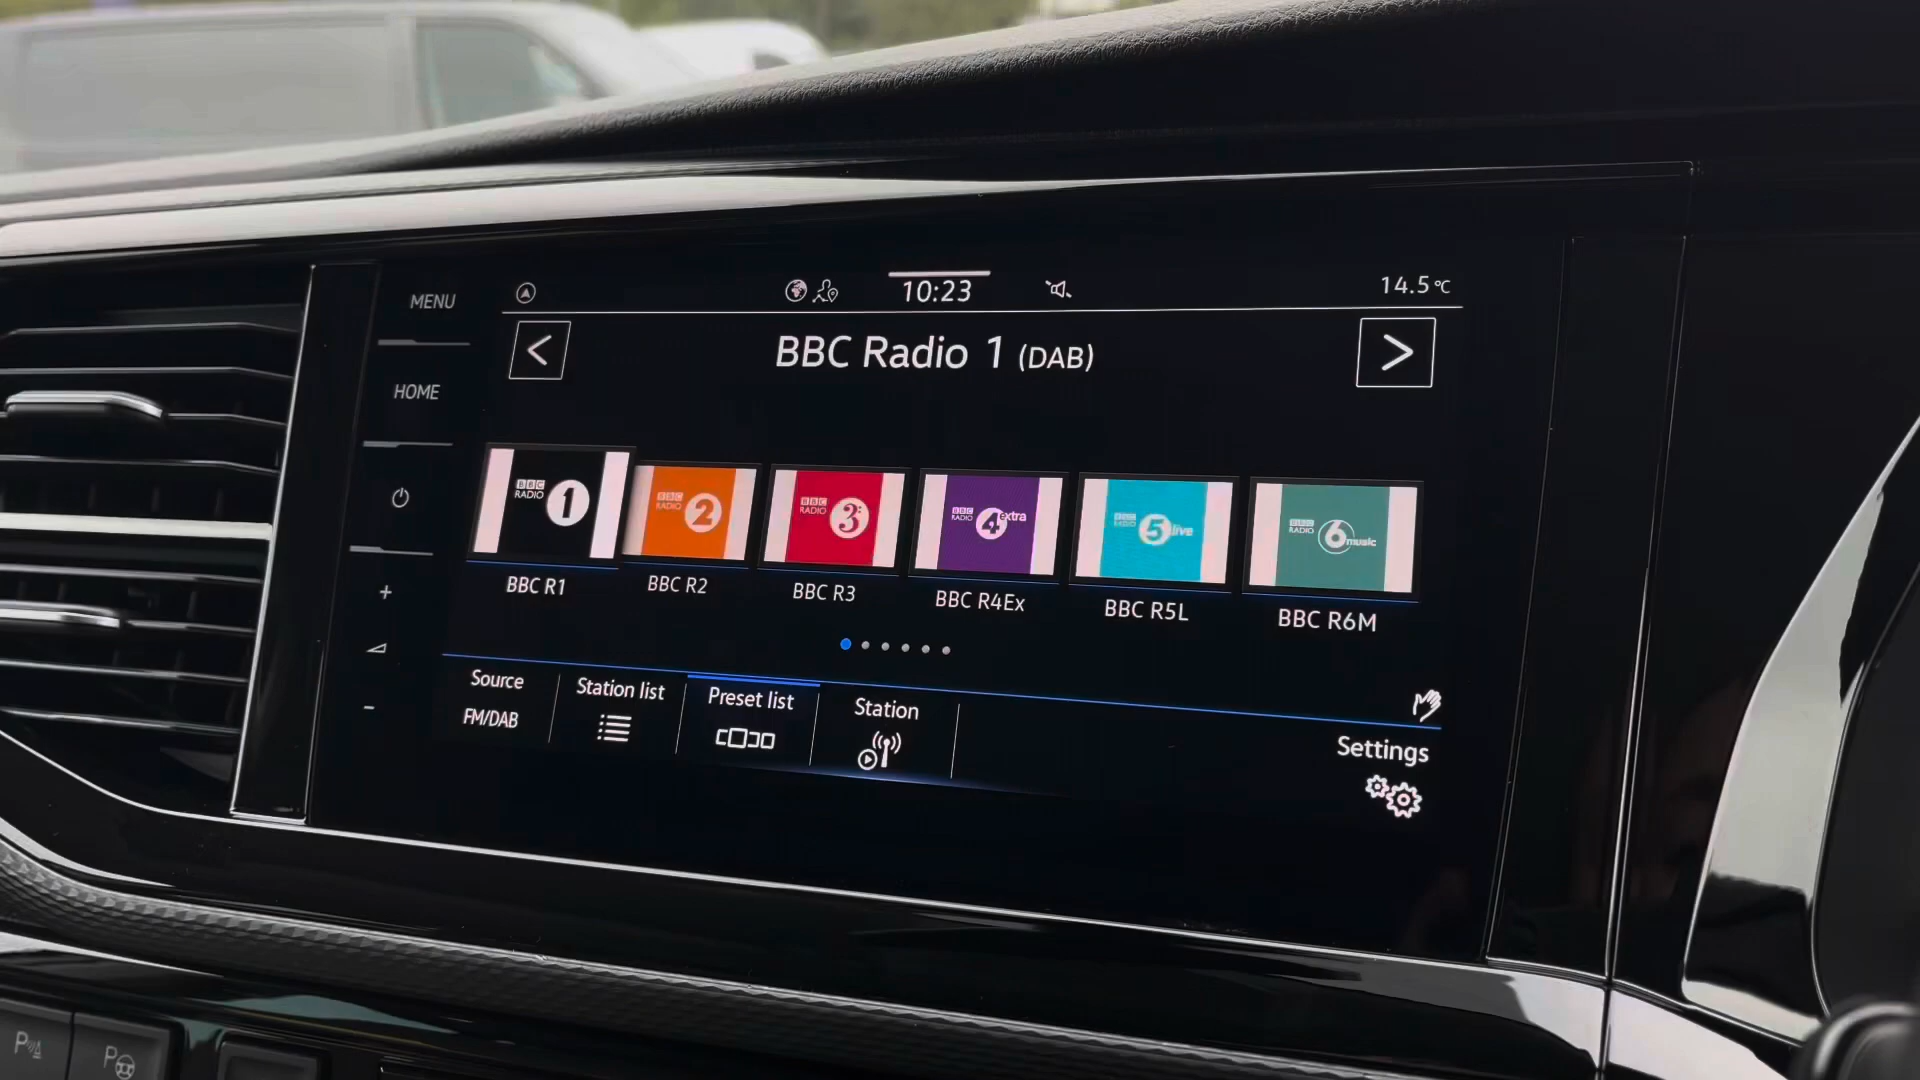 MENU
10:23
14.5°C
BBC Radio 1 (DAB)
HOME
BBC RADIO 1
BBC RADIO 2
BBC RADIO 3
BBC RADIO 4 extra
BBC RADIO 5 live
BBC RADIO 6 music
BBC R1
BBC R2
BBC R3
BBC R4Ex
BBC R5L
BBC R6M
+
-
Source
FM/DAB
Station list
Preset list
Station
Settings
P
P